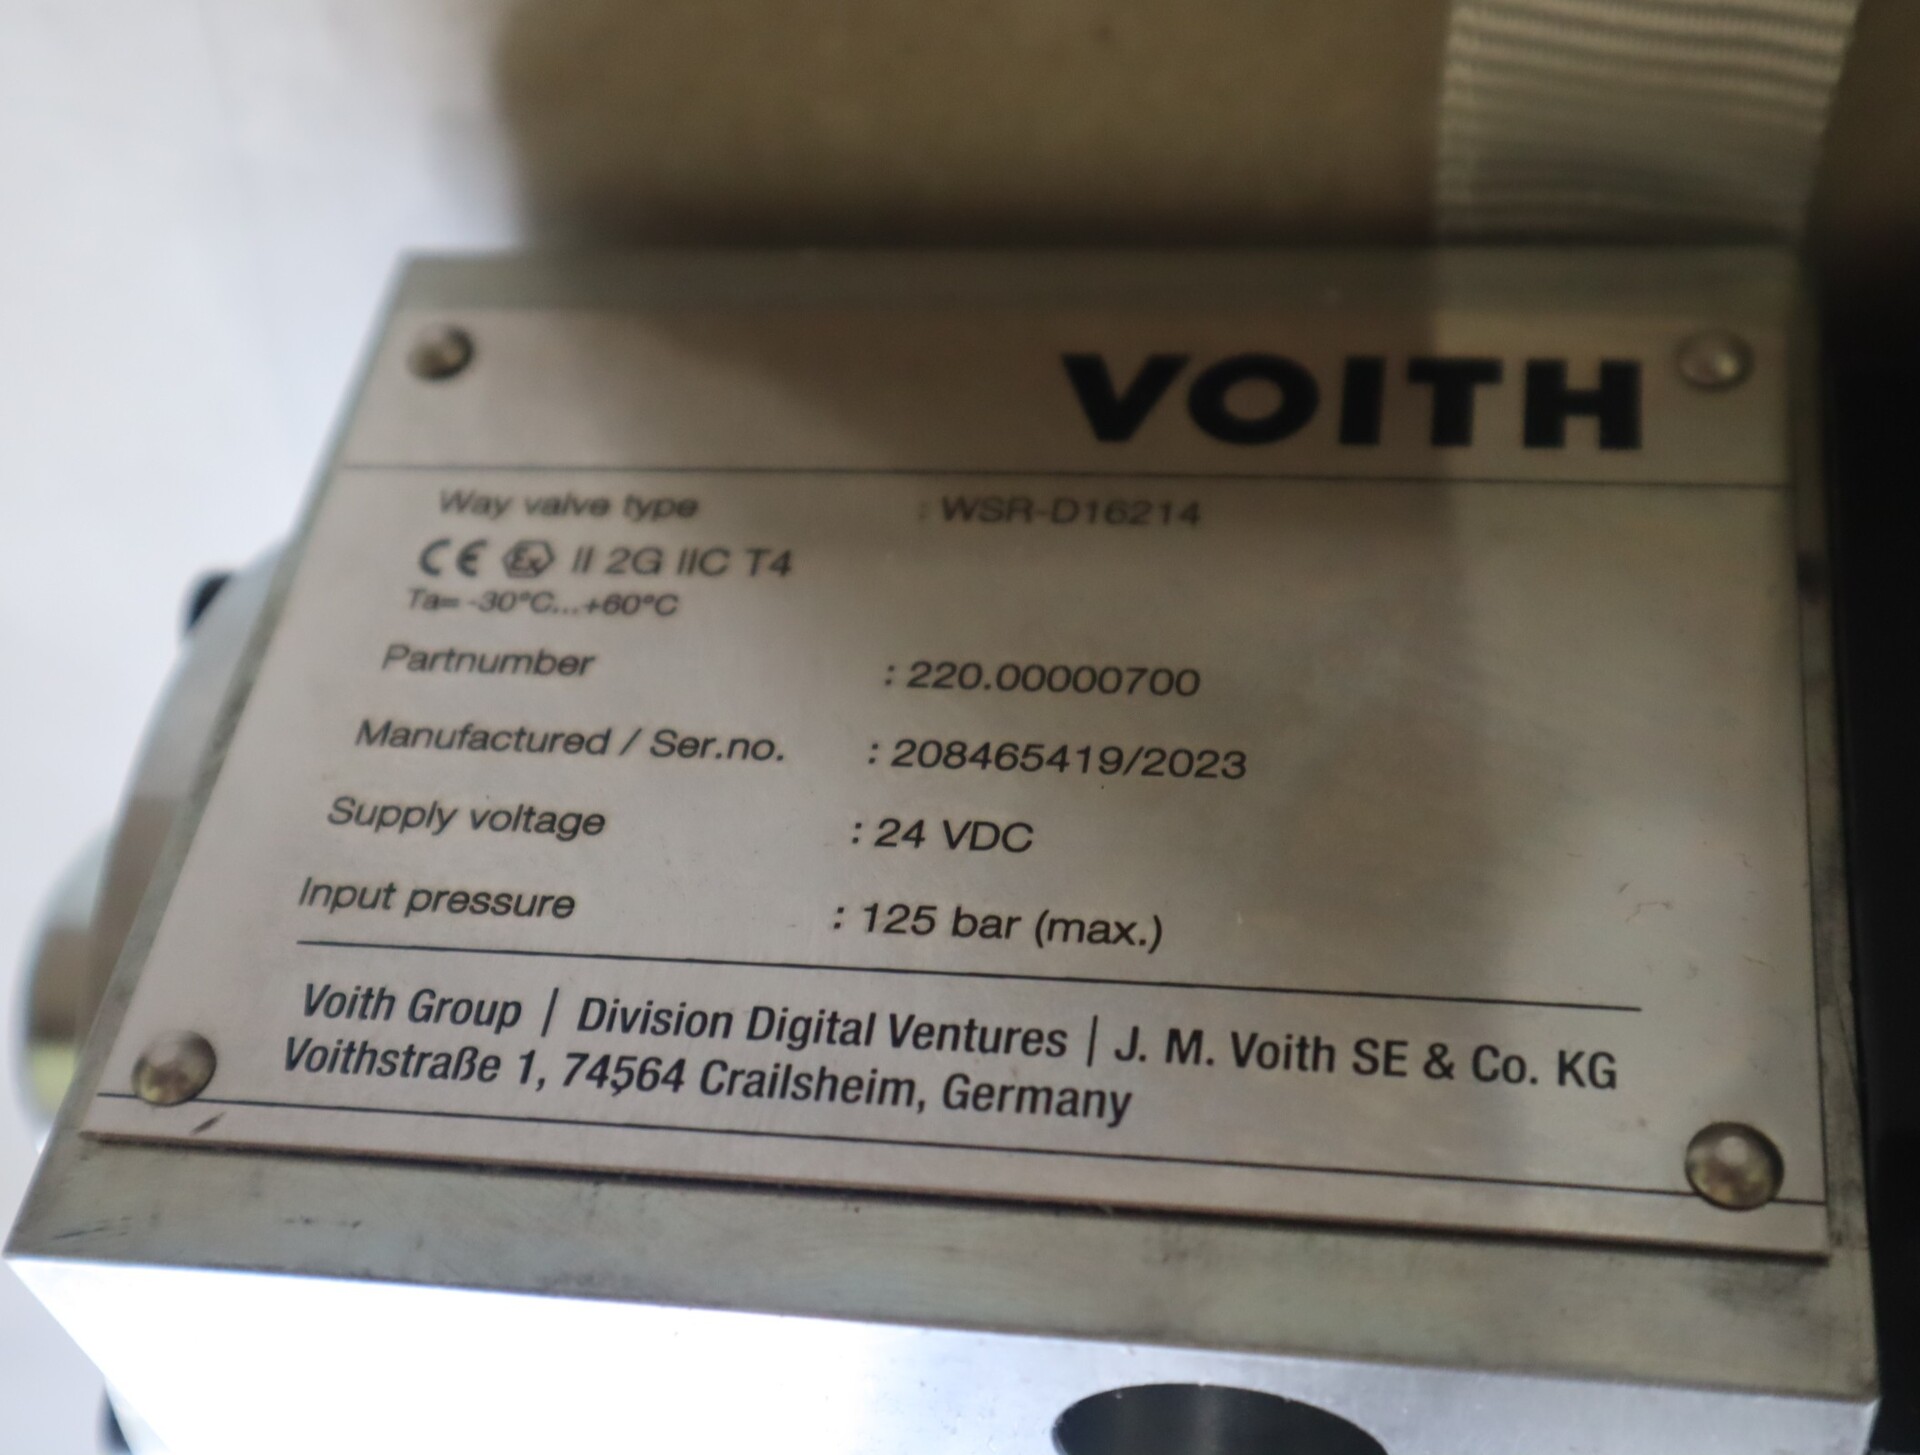 VOITH
Way valve type : WSR-D16214
CE Ex II 2G IIC T4
Ta= -30°C...+60°C
Partnumber : 220.00000700
Manufactured / Ser.no. : 208465419/2023
Supply voltage : 24 VDC
Input pressure : 125 bar (max.)
Voith Group | Division Digital Ventures | J. M. Voith SE & Co. KG
Voithstraße 1, 74564 Crailsheim, Germany